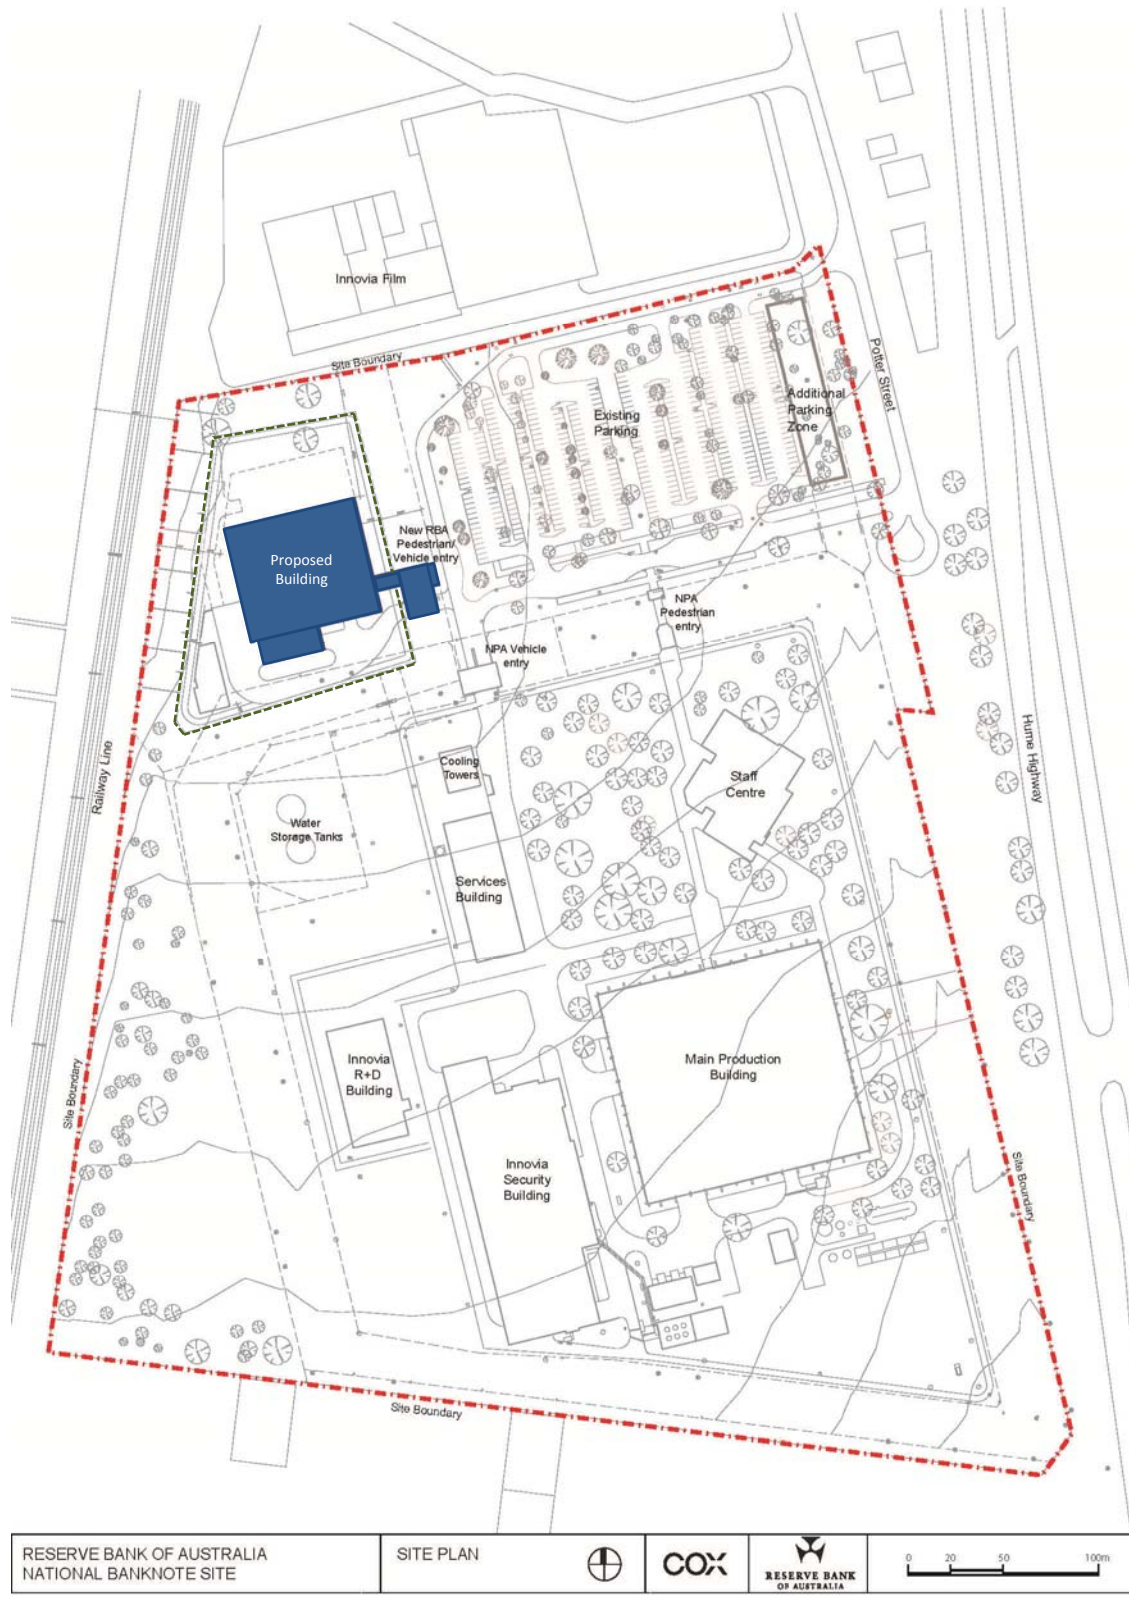 Innovia Film
Site Boundary
Potter Street
Additional
Parking
Zone
Existing
Parking
New RBA
Pedestrian/
Vehicle entry
Proposed
Building
NPA
Pedestrian
entry
NPA Vehicle
entry
Railway Line
Hume Highway
Cooling
Towers
Staff
Centre
Water
Storage Tanks
Services
Building
Innovia
R+D
Building
Main Production
Building
Site Boundary
Innovia
Security
Building
Site Boundary
Site Boundary
RESERVE BANK OF AUSTRALIA
NATIONAL BANKNOTE SITE
SITE PLAN
COX
RESERVE BANK
OF AUSTRALIA
0 20 50 100m